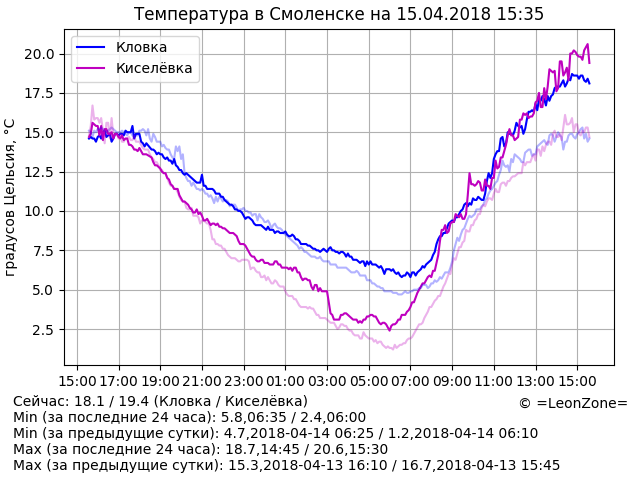 Температура в Смоленске на 15.04.2018 15:35
Кловка
Киселёвка
градусов Цельсия, °C
20.0
17.5
15.0
12.5
10.0
7.5
5.0
2.5
15:00 17:00 19:00 21:00 23:00 01:00 03:00 05:00 07:00 09:00 11:00 13:00 15:00
Сейчас: 18.1 / 19.4 (Кловка / Киселёвка)
© =LeonZone=
Min (за последние 24 часа): 5.8,06:35 / 2.4,06:00
Min (за предыдущие сутки): 4.7,2018-04-14 06:25 / 1.2,2018-04-14 06:10
Max (за последние 24 часа): 18.7,14:45 / 20.6,15:30
Max (за предыдущие сутки): 15.3,2018-04-13 16:10 / 16.7,2018-04-13 15:45